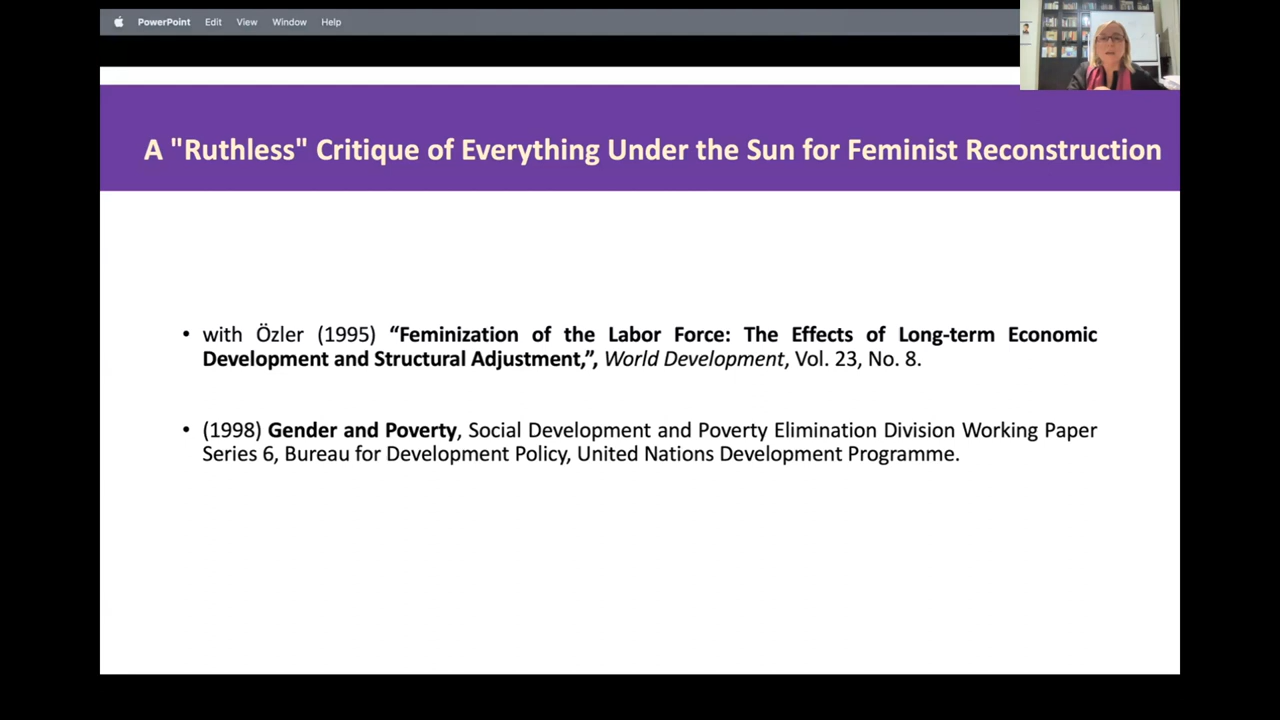 PowerPoint Edit View Window Help
A "Ruthless" Critique of Everything Under the Sun for Feminist Reconstruction
• with Özler (1995) “Feminization of the Labor Force: The Effects of Long-term Economic
Development and Structural Adjustment,”, World Development, Vol. 23, No. 8.
• (1998) Gender and Poverty, Social Development and Poverty Elimination Division Working Paper
Series 6, Bureau for Development Policy, United Nations Development Programme.